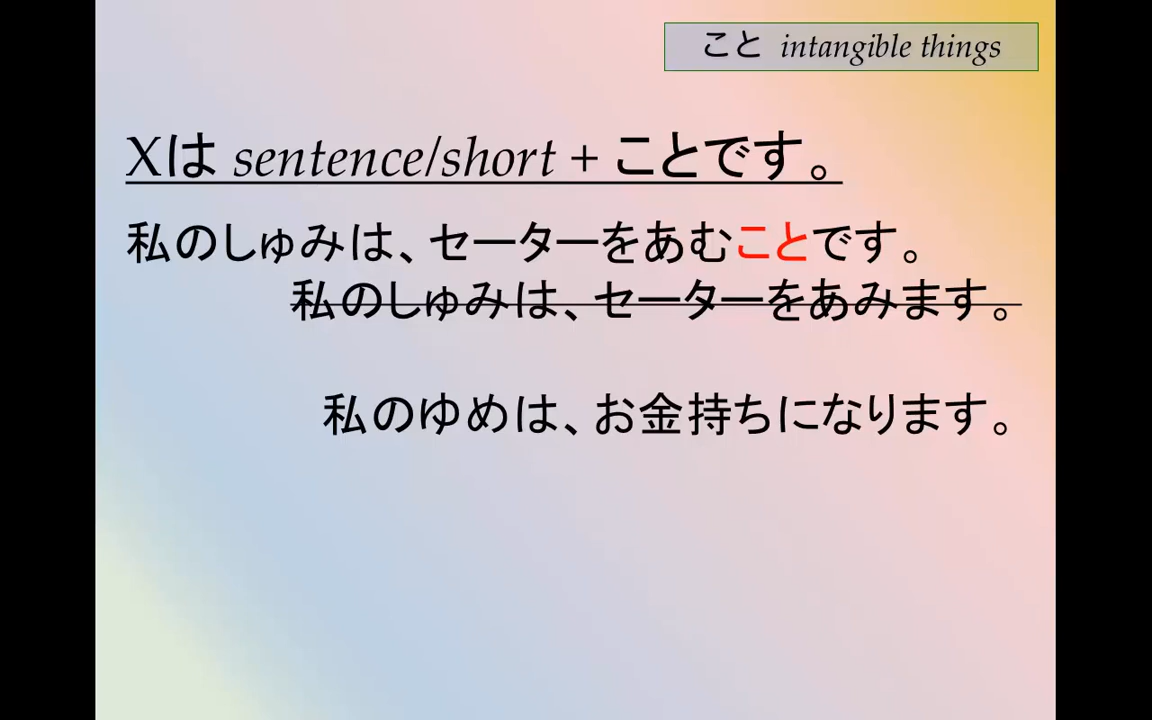 こと intangible things
Xは sentence/short + ことです。
私のしゅみは、セーターをあむことです。
私のしゅみは、セーターをあみます。
私のゆめは、お金持ちになります。